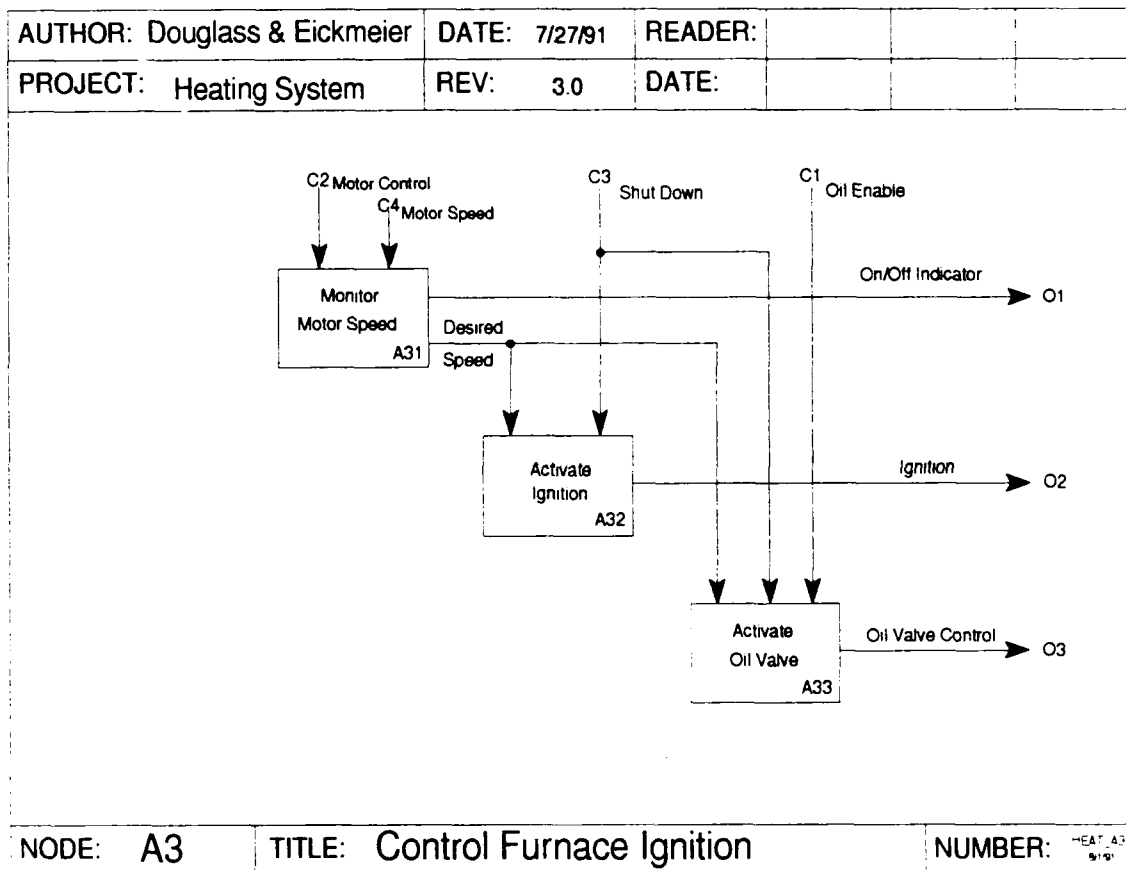 AUTHOR: Douglass & Eickmeier DATE: 7/27/91 READER:
PROJECT: Heating System REV: 3.0 DATE:
C2 Motor Control
C4 Motor Speed
C3 Shut Down
C1 Oil Enable
Monitor
Motor Speed
A31
On/Off Indicator O1
Desired
Speed
Activate
Ignition
A32
Ignition O2
Activate
Oil Valve
A33
Oil Valve Control O3
NODE: A3 TITLE: Control Furnace Ignition NUMBER: HEAT_A3